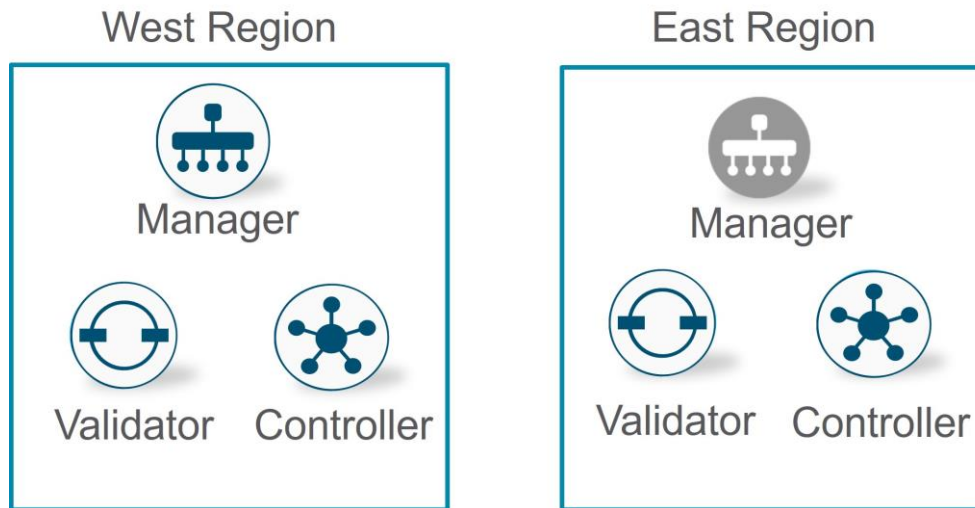 West Region
East Region
Manager
Manager
Validator
Controller
Validator
Controller